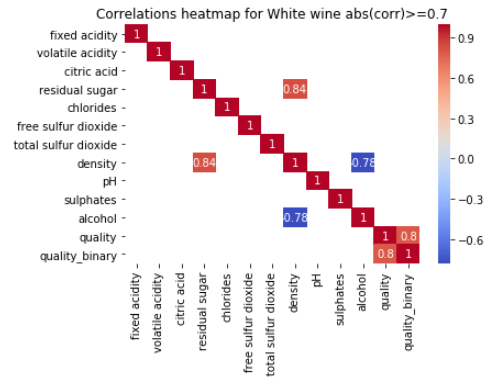 Correlations heatmap for White wine abs(corr)>=0.7
fixed acidity 1
volatile acidity 1
citric acid 1
residual sugar 1 0.84
chlorides 1
free sulfur dioxide 1
total sulfur dioxide 1
density 0.84 1 -0.78
pH 1
sulphates 1
alcohol -0.78 1
quality 1 0.8
quality_binary 0.8 1
fixed acidity
volatile acidity
citric acid
residual sugar
chlorides
free sulfur dioxide
total sulfur dioxide
density
pH
sulphates
alcohol
quality
quality_binary
0.9
0.6
0.3
0.0
-0.3
-0.6